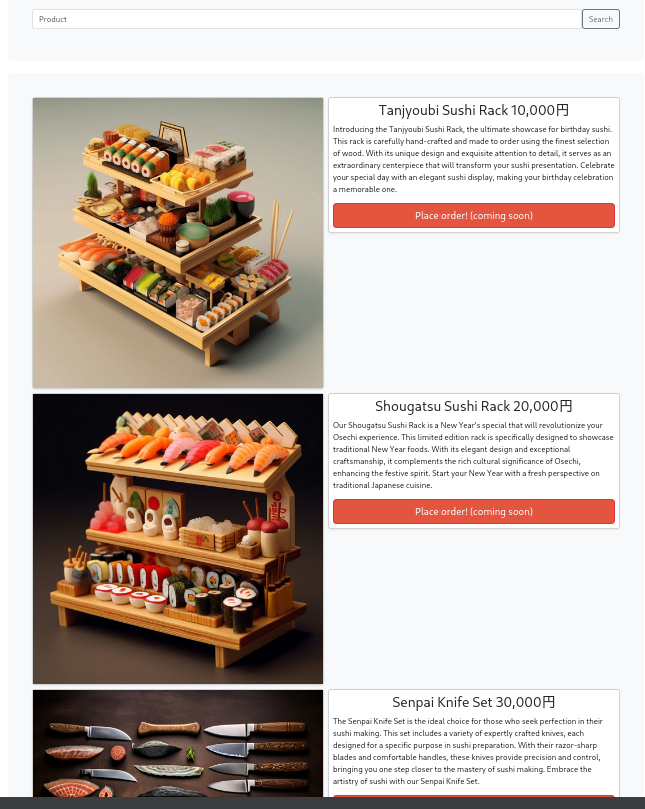 Product
Search
Tanjyoubi Sushi Rack 10,000円
Introducing the Tanjyoubi Sushi Rack, the ultimate showcase for birthday sushi.
This rack is carefully hand-crafted and made to order using the finest selection
of wood. With its unique design and exquisite attention to detail, it serves as an
extraordinary centerpiece that will transform your sushi presentation. Celebrate
your special day with an elegant sushi display, making your birthday celebration
a memorable one.
Place order! (coming soon)
Shougatsu Sushi Rack 20,000円
Our Shougatsu Sushi Rack is a New Year's special that will revolutionize your
Osechi experience. This limited edition rack is specifically designed to showcase
traditional New Year foods. With its elegant design and exceptional
craftsmanship, it complements the rich cultural significance of Osechi,
enhancing the festive spirit. Start your New Year with a fresh perspective on
traditional Japanese cuisine.
Place order! (coming soon)
Senpai Knife Set 30,000円
The Senpai Knife Set is the ideal choice for those who seek perfection in their
sushi making. This set includes a variety of expertly crafted knives, each
designed for a specific purpose in sushi preparation. With their razor-sharp
blades and comfortable handles, these knives provide precision and control,
bringing you one step closer to the mastery of sushi making. Embrace the
artistry of sushi with our Senpai Knife Set.